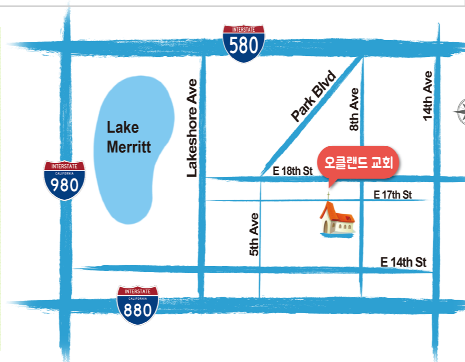 INTERSTATE
580
Lake
Merritt
Lakeshore Ave
Park Blvd
8th Ave
14th Ave
INTERSTATE
CALIFORNIA
980
오클랜드 교회
E 18th St
E 17th St
5th Ave
E 14th St
INTERSTATE
CALIFORNIA
880